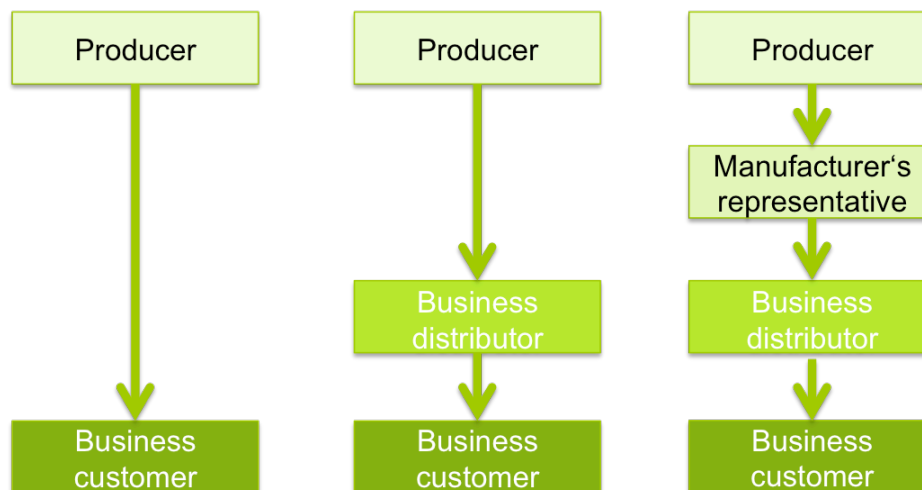 Producer
Producer
Producer
Manufacturer‘s
representative
Business
distributor
Business
distributor
Business
customer
Business
customer
Business
customer